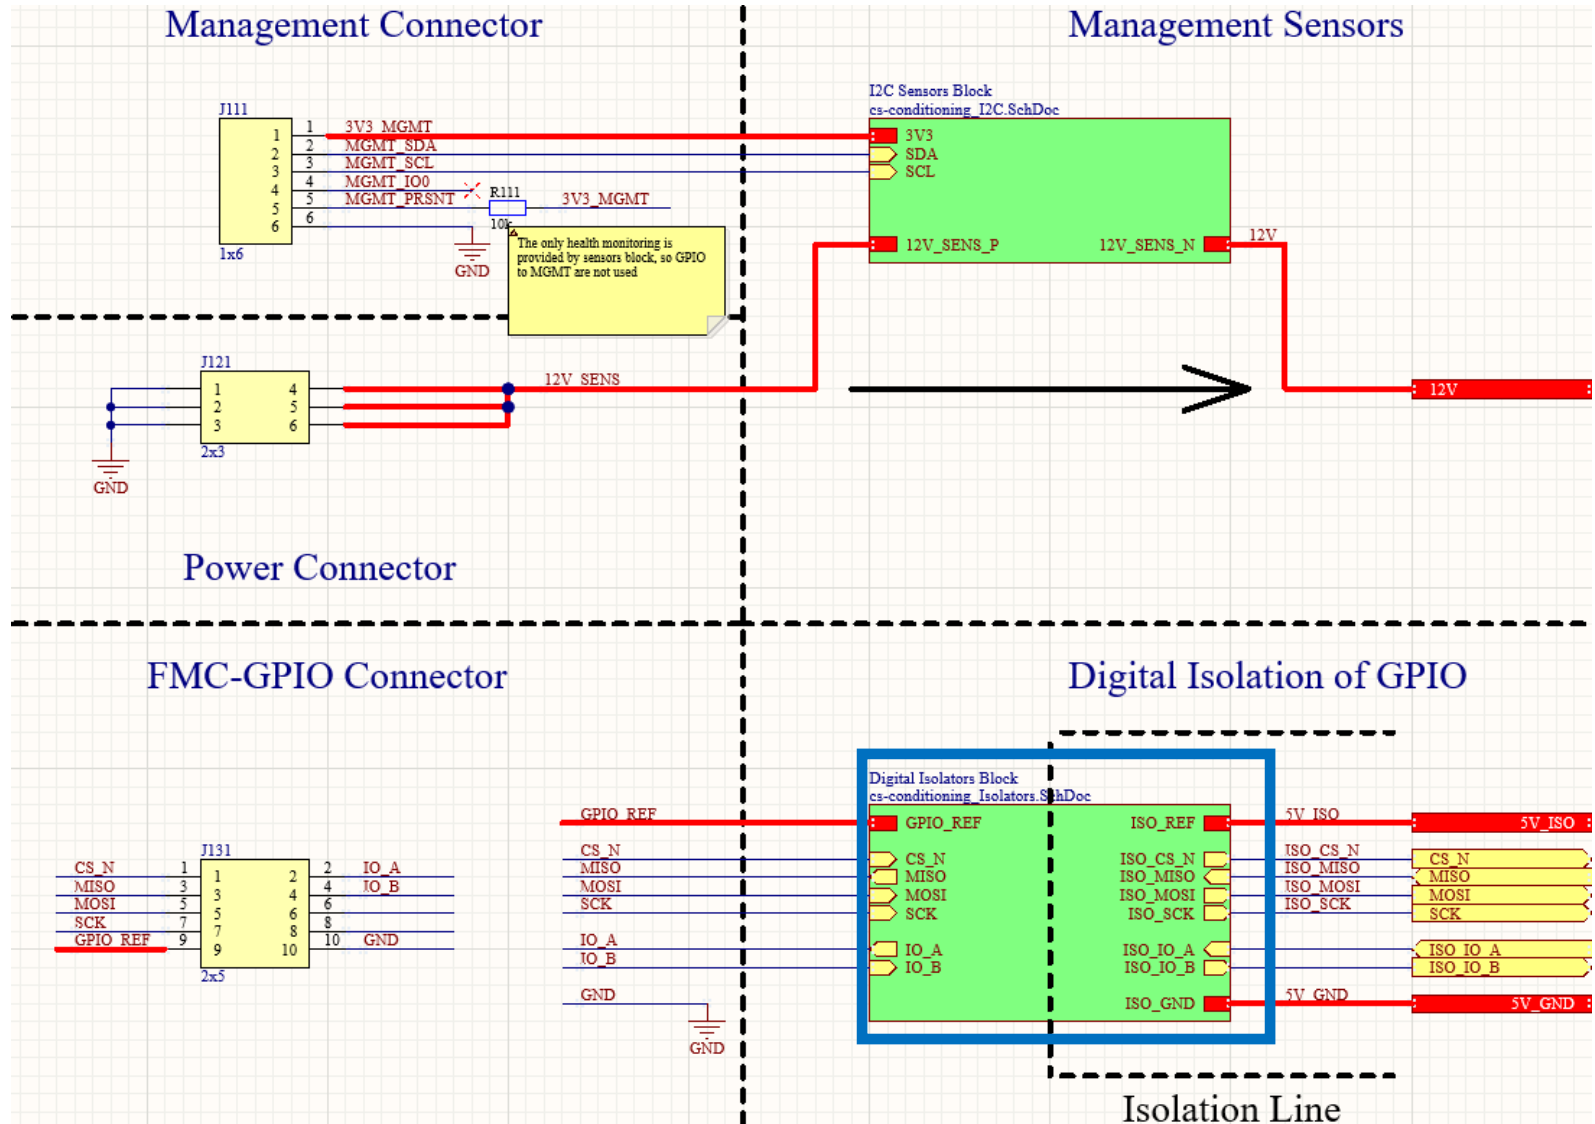 Management Connector
J111
1 3V3_MGMT
2 MGMT_SDA
3 MGMT_SCL
4 MGMT_IO0
5 MGMT_PRSNT
6
1
2
3
4
5
6
1x6
R111
10k
3V3_MGMT
GND
The only health monitoring is
provided by sensors block, so GPIO
to MGMT are not used
Management Sensors
I2C Sensors Block
cs-conditioning_I2C.SchDoc
3V3
SDA
SCL
12V_SENS_P 12V_SENS_N
12V
12V
J121
1 4
2 5
3 6
2x3
GND
12V_SENS
Power Connector
FMC-GPIO Connector
J131
CS_N 1 1 2 2 IO_A
MISO 3 3 4 4 IO_B
MOSI 5 5 6 6
SCK 7 7 8 8
GPIO_REF 9 9 10 10 GND
2x5
GPIO_REF
CS_N
MISO
MOSI
SCK
IO_A
IO_B
GND
GND
Digital Isolation of GPIO
Digital Isolators Block
cs-conditioning_Isolators.SchDoc
GPIO_REF ISO_REF
CS_N ISO_CS_N
MISO ISO_MISO
MOSI ISO_MOSI
SCK ISO_SCK
IO_A ISO_IO_A
IO_B ISO_IO_B
ISO_GND
5V_ISO 5V_ISO
ISO_CS_N CS_N
ISO_MISO MISO
ISO_MOSI MOSI
ISO_SCK SCK
ISO_IO_A
ISO_IO_B
5V_GND 5V_GND
Isolation Line